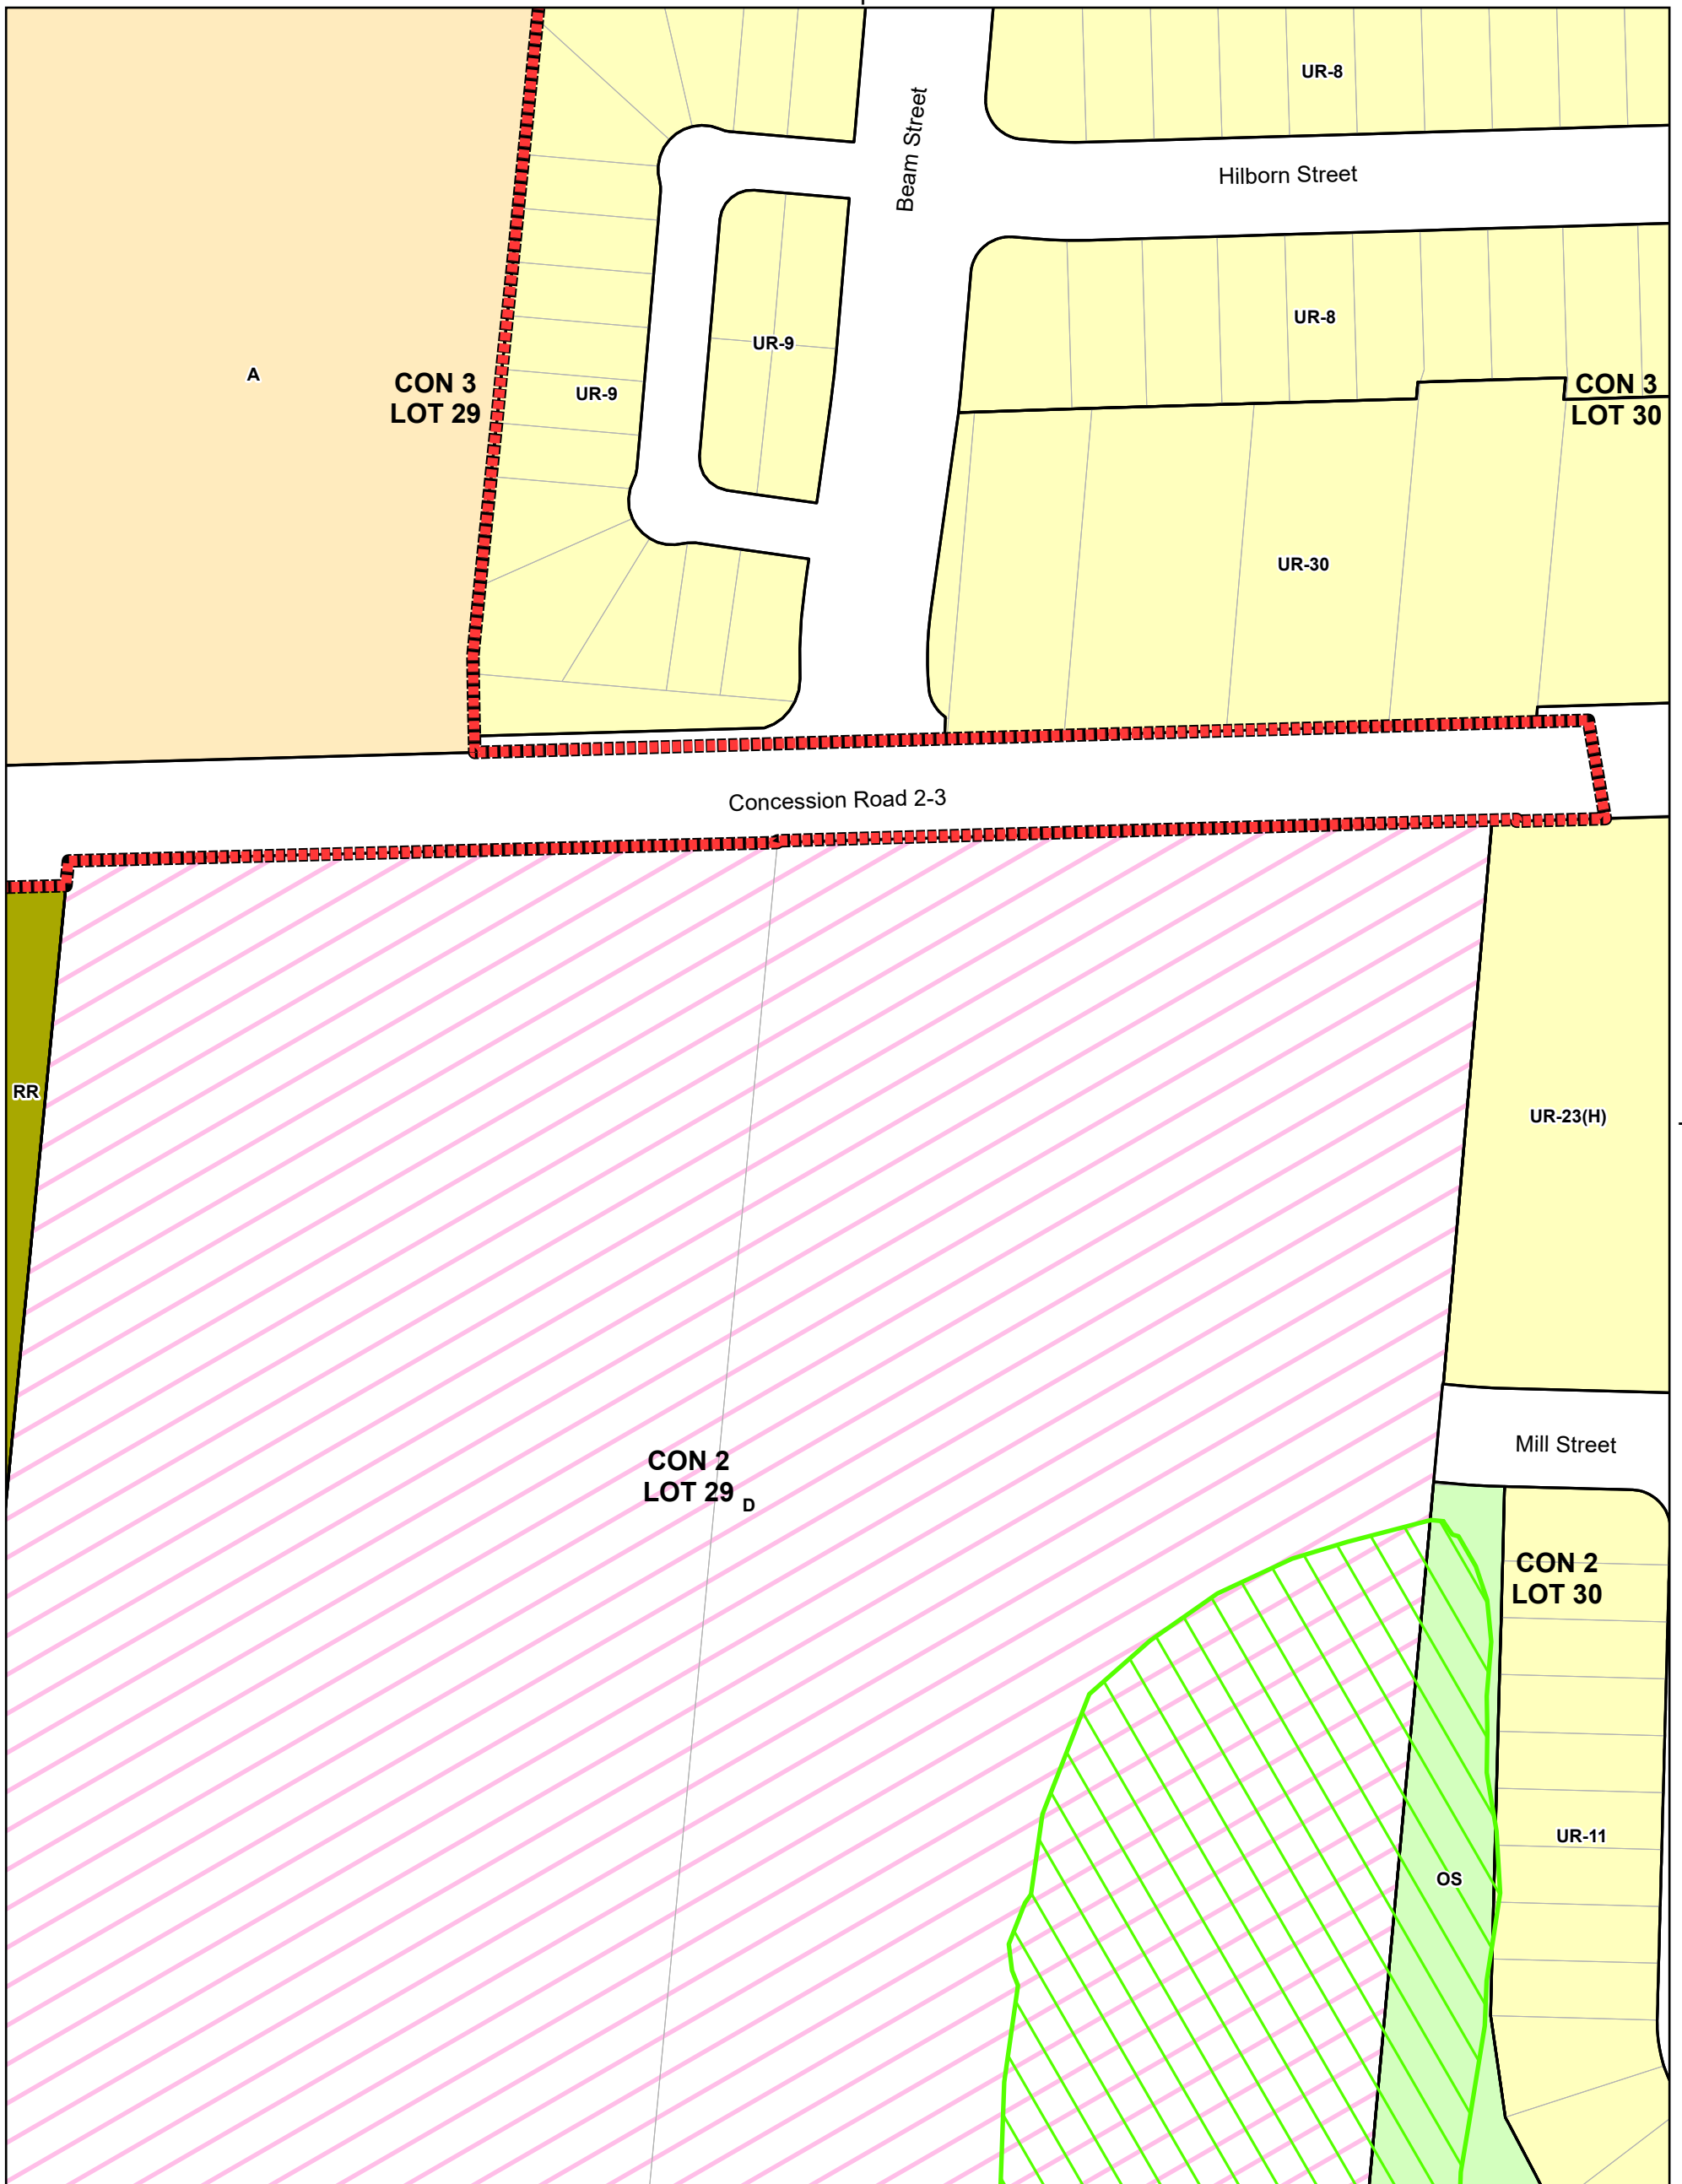 UR-8
Beam Street
Hilborn Street
UR-8
UR-9
A
CON 3
LOT 29
UR-9
CON 3
LOT 30
UR-30
Concession Road 2-3
RR
UR-23(H)
Mill Street
CON 2
LOT 29
D
CON 2
LOT 30
UR-11
OS